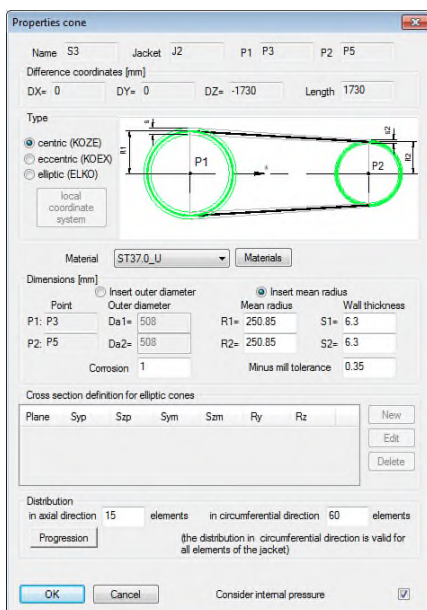 Properties cone
Name S3 Jacket J2 P1 P3 P2 P5
Difference coordinates [mm]
DX= 0 DY= 0 DZ= -1730 Length 1730
Type
centric (KOZE)
eccentric (KOEX)
elliptic (ELKO)
local coordinate system
R1 P1 P2 S2 R2
Material ST37.0_U Materials
Dimensions [mm]
Insert outer diameter Insert mean radius
Point Outer diameter Mean radius Wall thickness
P1: P3 Da1= 508 R1= 250.85 S1= 6.3
P2: P5 Da2= 508 R2= 250.85 S2= 6.3
Corrosion 1 Minus mill tolerance 0.35
Cross section definition for elliptic cones
Plane Syp Szp Sym Szm Ry Rz
New
Edit
Delete
Distribution
in axial direction 15 elements in circumferential direction 60 elements
Progression (the distribution in circumferential direction is valid for
all elements of the jacket)
OK Cancel Consider internal pressure